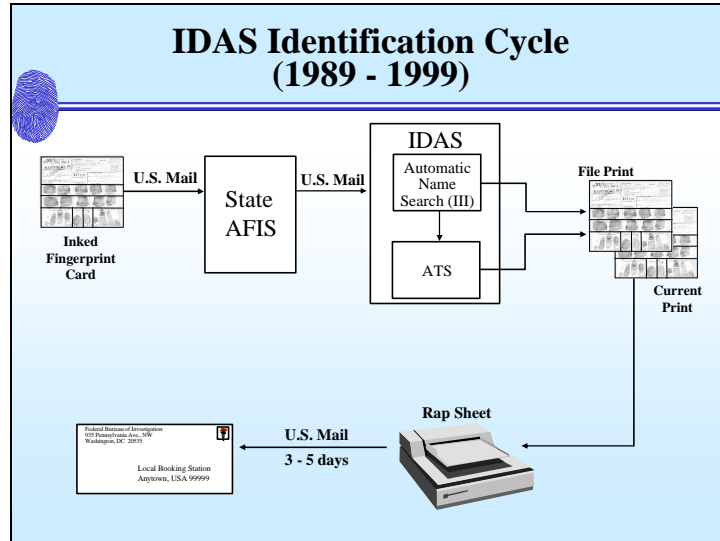 IDAS Identification Cycle
(1989 - 1999)
IDAS
U.S. Mail
State
AFIS
U.S. Mail
Automatic
Name
Search (III)
ATS
File Print
Inked
Fingerprint
Card
Current
Print
Rap Sheet
Federal Bureau of Investigation
935 Pennsylvania Ave., NW
Washington, DC 20535
Local Booking Station
Anytown, USA 99999
U.S. Mail
3 - 5 days